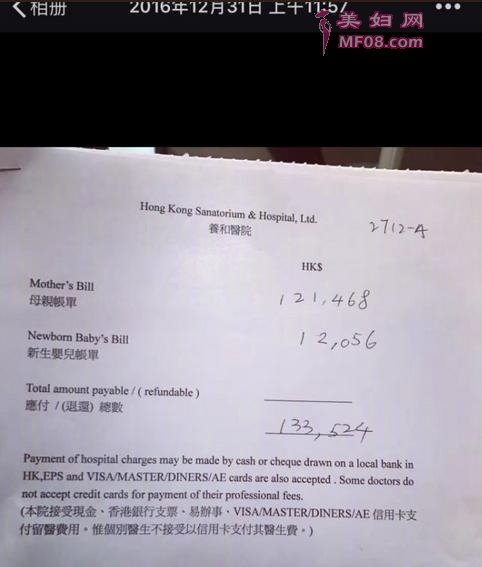 相册
2016年12月31日 上午11:57
美妇网
MF08.com
Hong Kong Sanatorium & Hospital, Ltd.
養和醫院
2712-A
HK$
Mother's Bill
母親帳單
121,468
Newborn Baby's Bill
新生嬰兒帳單
12,056
Total amount payable / ( refundable )
應付 / (退還) 總數
133,524
Payment of hospital charges may be made by cash or cheque drawn on a local bank in
HK,EPS and VISA/MASTER/DINERS/AE cards are also accepted . Some doctors do
not accept credit cards for payment of their professional fees.
(本院接受現金、香港銀行支票、易辦事、VISA/MASTER/DINERS/AE 信用卡支
付留醫費用。惟個別醫生不接受以信用卡支付其醫生費。)